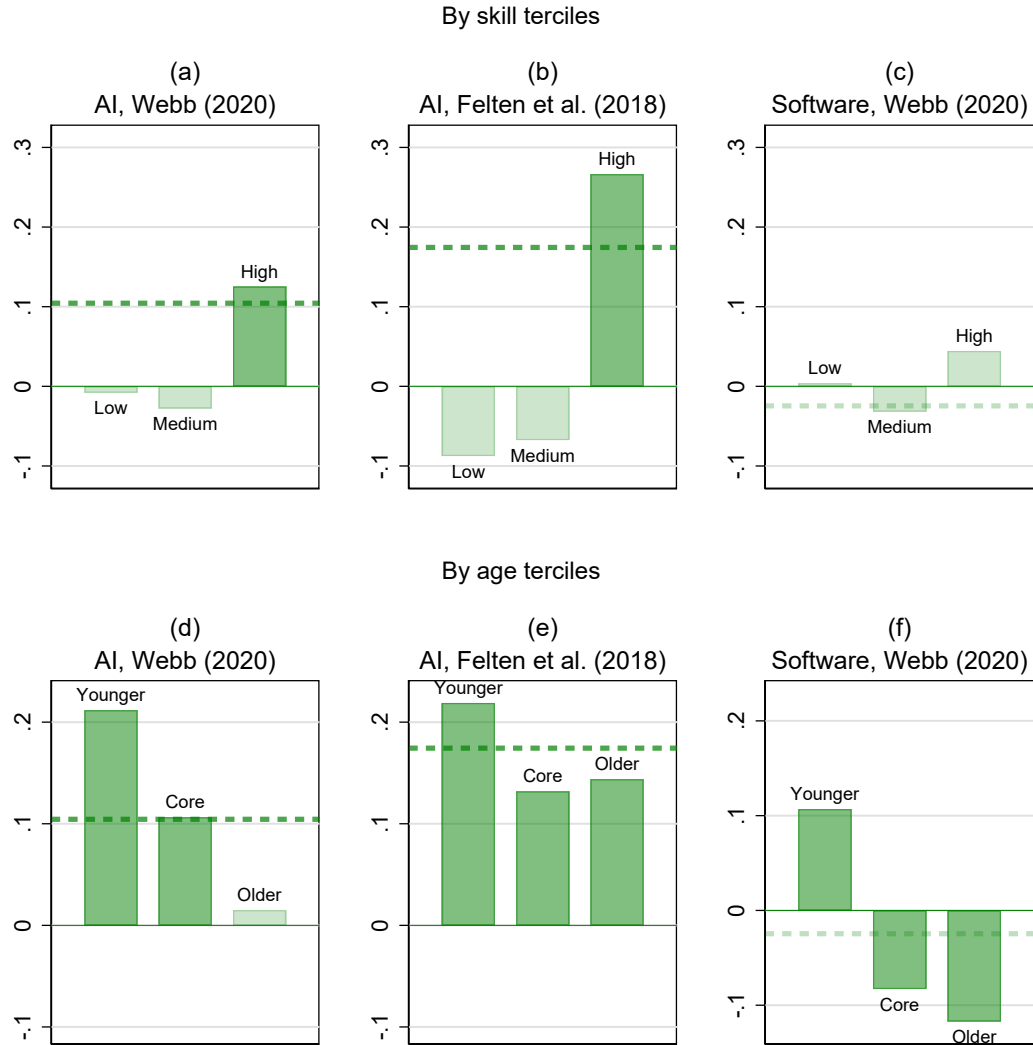 By skill terciles
(a) (b) (c)
AI, Webb (2020) AI, Felten et al. (2018) Software, Webb (2020)
.3 .3 .3
High
.2 .2 .2
High
.1 .1 .1
High
Low
0 0 0
Low Medium
Medium
Medium
Low
-.1 -.1 -.1
By age terciles
(d) (e) (f)
AI, Webb (2020) AI, Felten et al. (2018) Software, Webb (2020)
Younger Younger
.2 .2 .2
Core Core Older Younger
.1 .1 .1
Older
0 0 0
Core
Older
-.1 -.1 -.1